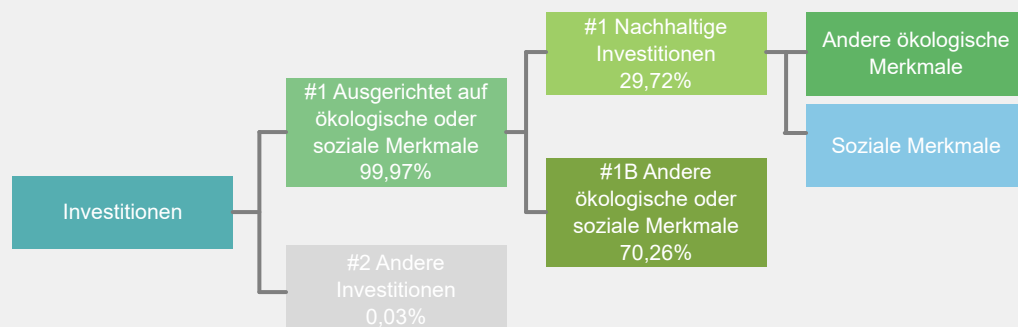 Investitionen
#1 Ausgerichtet auf
ökologische oder
soziale Merkmale
99,97%
#2 Andere
Investitionen
0,03%
#1 Nachhaltige
Investitionen
29,72%
#1B Andere
ökologische oder
soziale Merkmale
70,26%
Andere ökologische
Merkmale
Soziale Merkmale